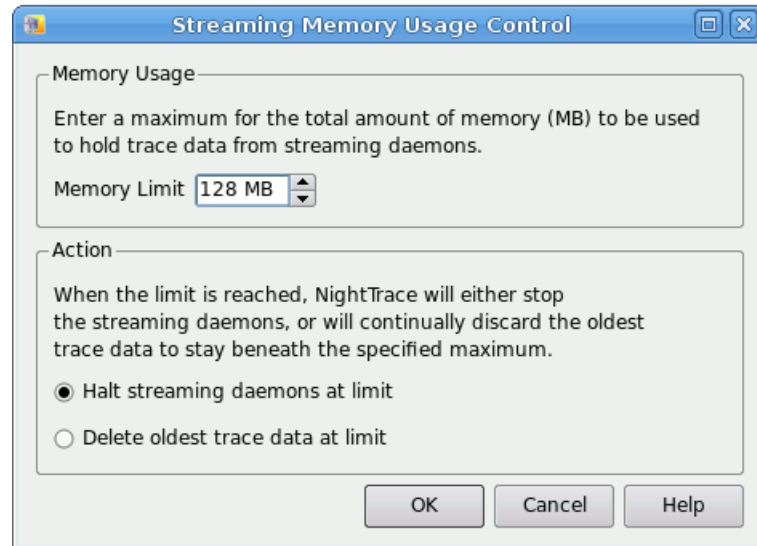 Streaming Memory Usage Control
Memory Usage
Enter a maximum for the total amount of memory (MB) to be used
to hold trace data from streaming daemons.
Memory Limit 128 MB
Action
When the limit is reached, NightTrace will either stop
the streaming daemons, or will continually discard the oldest
trace data to stay beneath the specified maximum.
Halt streaming daemons at limit
Delete oldest trace data at limit
OK Cancel Help